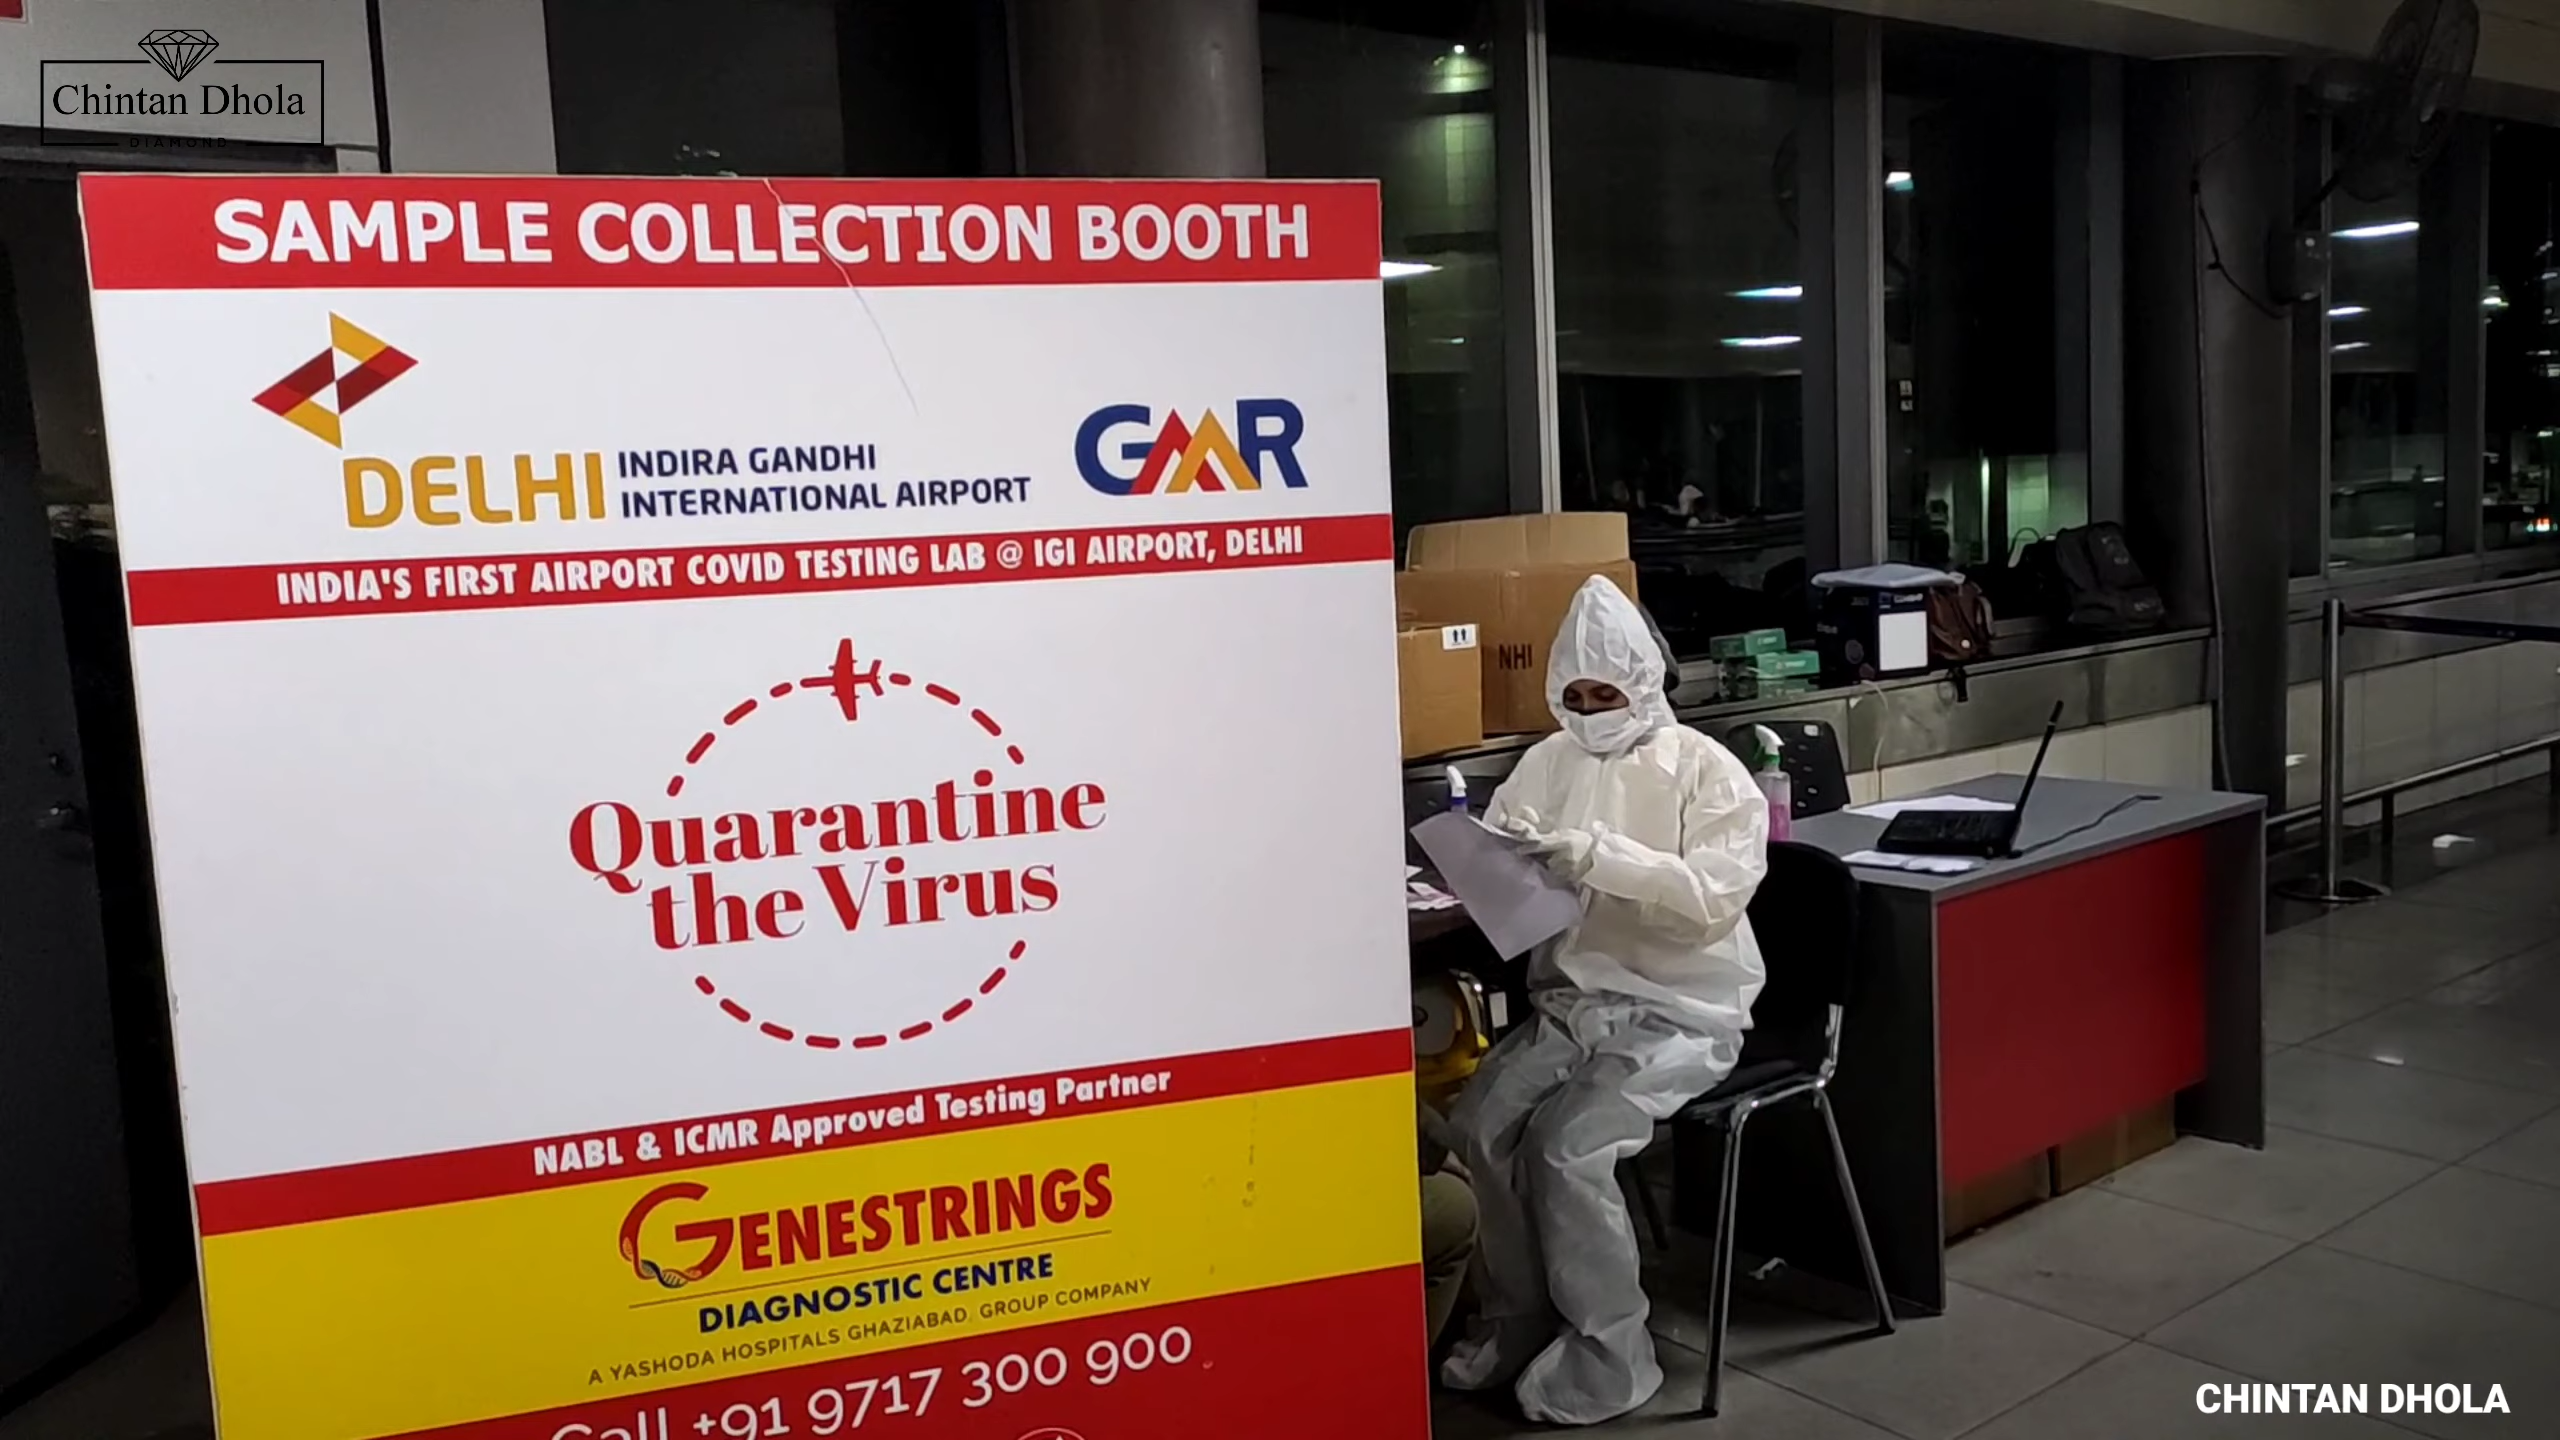 Chintan Dhola
DIAMOND
SAMPLE COLLECTION BOOTH
DELHI
INDIRA GANDHI
INTERNATIONAL AIRPORT
GMR
INDIA'S FIRST AIRPORT COVID TESTING LAB @ IGI AIRPORT, DELHI
Quarantine
the Virus
NABL & ICMR Approved Testing Partner
GENESTRINGS
DIAGNOSTIC CENTRE
A YASHODA HOSPITALS GHAZIABAD, GROUP COMPANY
Call +91 9717 300 900
NHI
CHINTAN DHOLA